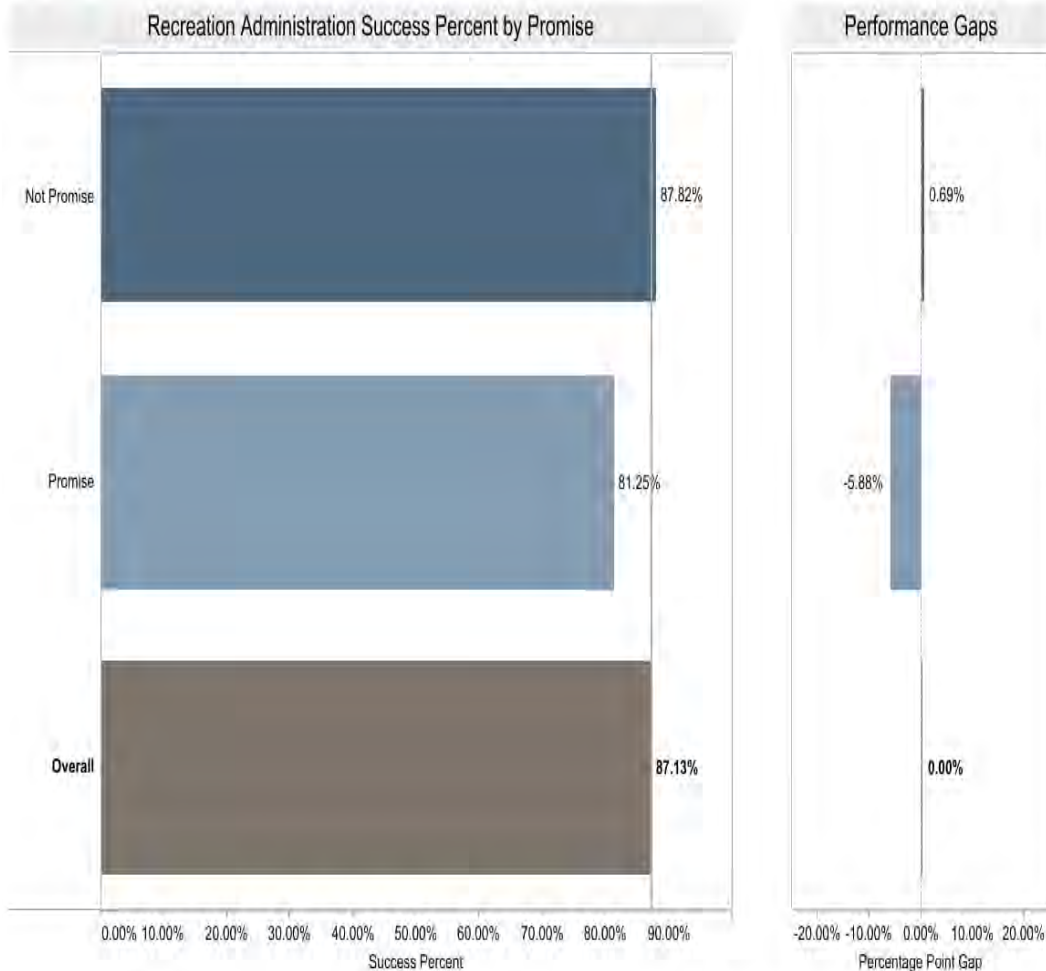 Recreation Administration Success Percent by Promise
Performance Gaps
Not Promise
87.82%
0.69%
Promise
81.25%
-5.88%
Overall
87.13%
0.00%
0.00% 10.00% 20.00% 30.00% 40.00% 50.00% 60.00% 70.00% 80.00% 90.00%
Success Percent
-20.00% -10.00% 0.00% 10.00% 20.00%
Percentage Point Gap